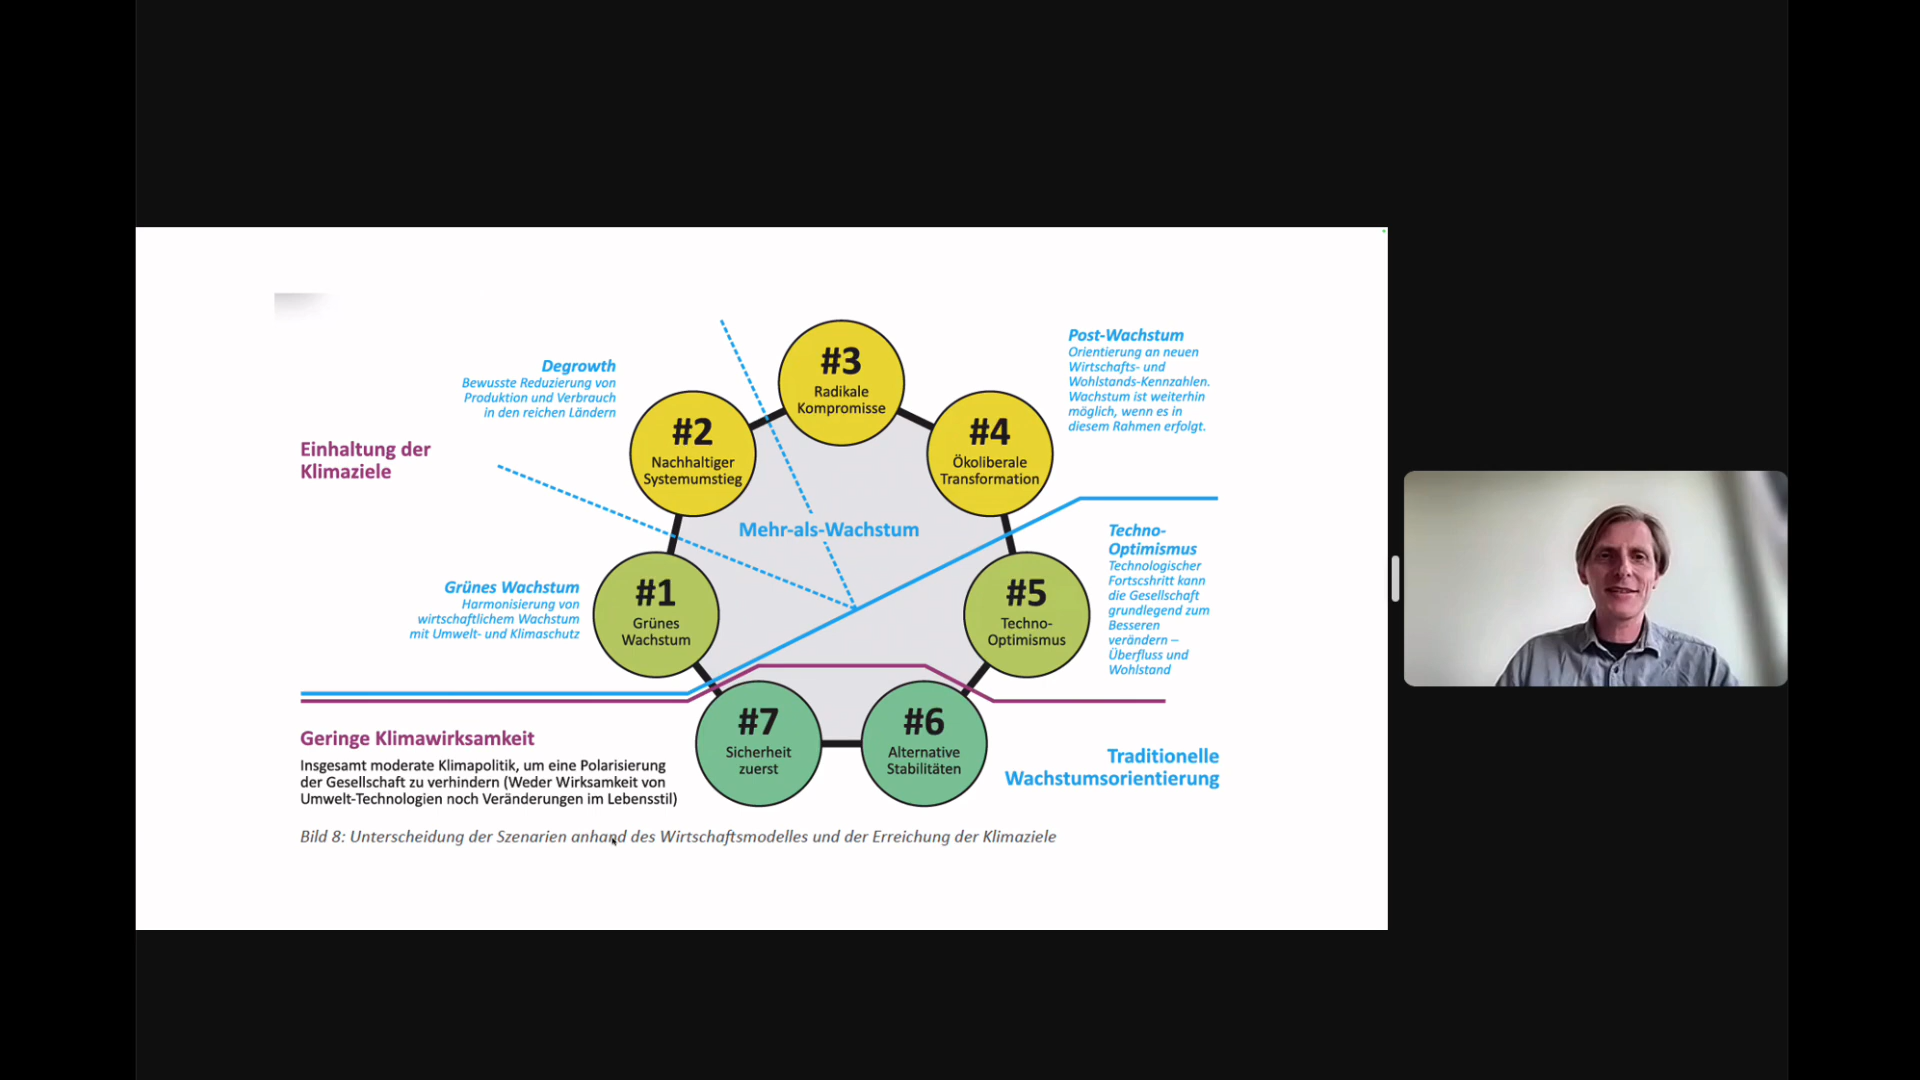 Degrowth
Bewusste Reduzierung von
Produktion und Verbrauch
in den reichen Ländern
#3
Radikale
Kompromisse
Post-Wachstum
Orientierung an neuen
Wirtschafts- und
Wohlstands-Kennzahlen.
Wachstum ist weiterhin
möglich, wenn es in
diesem Rahmen erfolgt.
Einhaltung der
Klimaziele
#2
Nachhaltiger
Systemumstieg
#4
Ökoliberale
Transformation
Mehr-als-Wachstum
Grünes Wachstum
Harmonisierung von
wirtschaftlichem Wachstum
mit Umwelt- und Klimaschutz
#1
Grünes
Wachstum
#5
Techno-
Optimismus
Techno-
Optimismus
Technologischer
Fortscshritt kann
die Gesellschaft
grundlegend zum
Besseren
verändern –
Überfluss und
Wohlstand
Geringe Klimawirksamkeit
Insgesamt moderate Klimapolitik, um eine Polarisierung
der Gesellschaft zu verhindern (Weder Wirksamkeit von
Umwelt-Technologien noch Veränderungen im Lebensstil)
#7
Sicherheit
zuerst
#6
Alternative
Stabilitäten
Traditionelle
Wachstumsorientierung
Bild 8: Unterscheidung der Szenarien anhand des Wirtschaftsmodelles und der Erreichung der Klimaziele